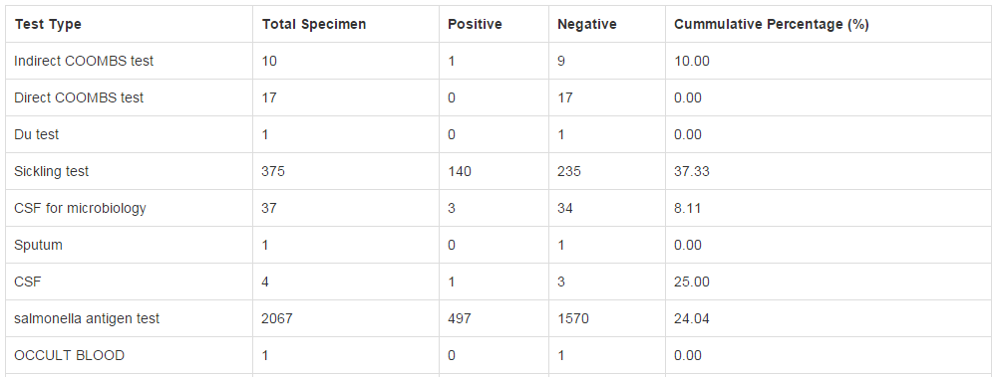 Test Type Total Specimen Positive Negative Cummulative Percentage (%)
Indirect COOMBS test 10 1 9 10.00
Direct COOMBS test 17 0 17 0.00
Du test 1 0 1 0.00
Sickling test 375 140 235 37.33
CSF for microbiology 37 3 34 8.11
Sputum 1 0 1 0.00
CSF 4 1 3 25.00
salmonella antigen test 2067 497 1570 24.04
OCCULT BLOOD 1 0 1 0.00